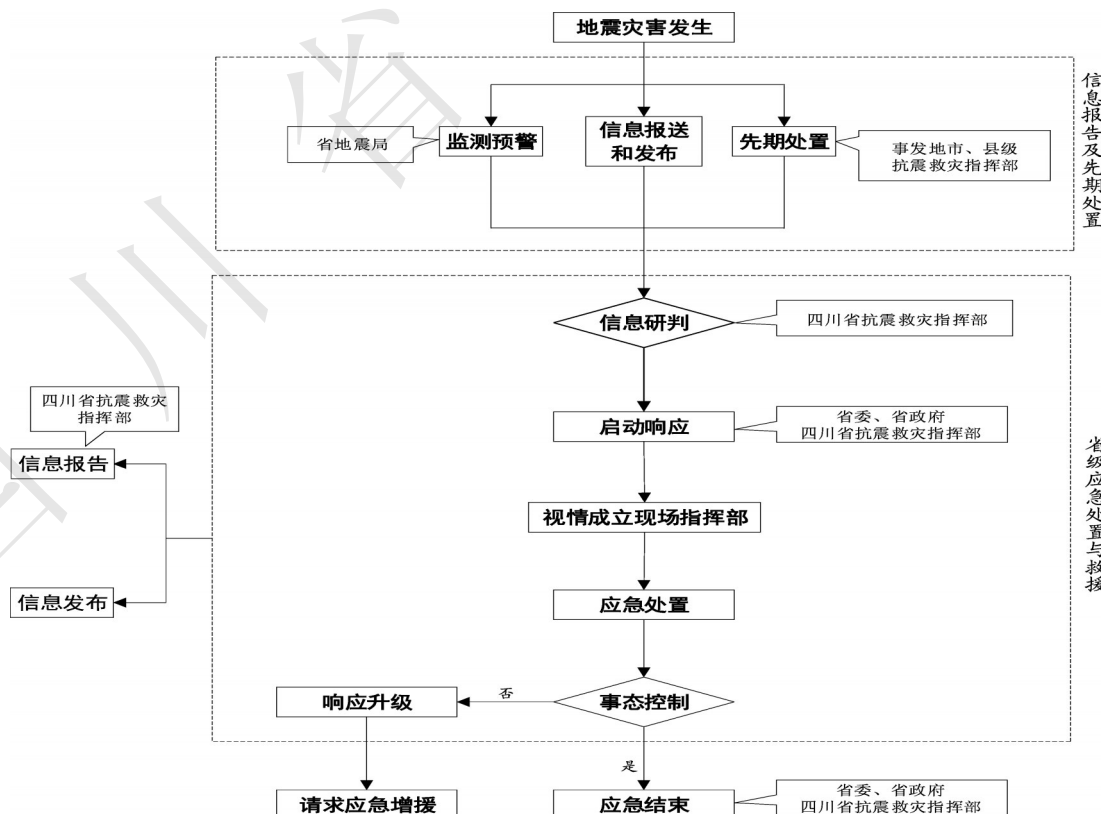 地震灾害发生
省地震局
监测预警
信息报送
和发布
先期处置
事发地市、县级
抗震救灾指挥部
信息报告及先期处置
信息研判
四川省抗震救灾指挥部
启动响应
省委、省政府
四川省抗震救灾指挥部
四川省抗震救灾
指挥部
信息报告
视情成立现场指挥部
省级应急处置与救援
信息发布
应急处置
响应升级
否
事态控制
是
请求应急增援
应急结束
省委、省政府
四川省抗震救灾指挥部
省
川